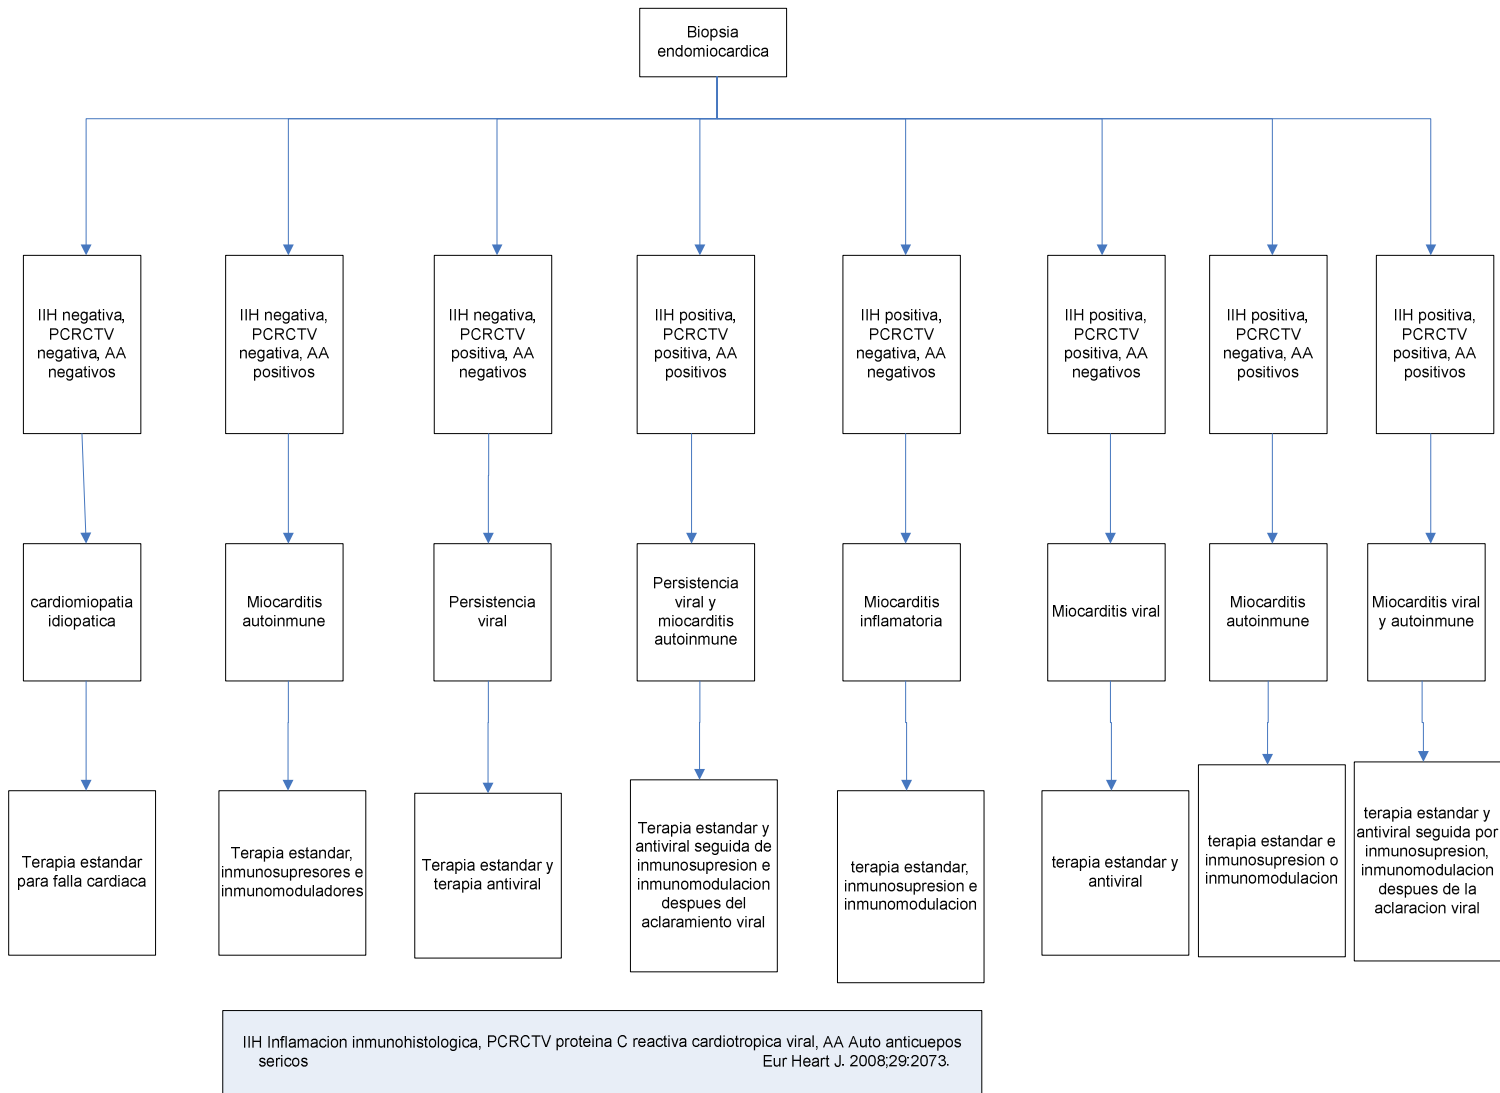 Biopsia
endomiocardica
IIH negativa,
PCRCTV
negativa, AA
negativos
IIH negativa,
PCRCTV
negativa, AA
positivos
IIH negativa,
PCRCTV
positiva, AA
negativos
IIH positiva,
PCRCTV
positiva, AA
positivos
IIH positiva,
PCRCTV
negativa, AA
negativos
IIH positiva,
PCRCTV
positiva, AA
negativos
IIH positiva,
PCRCTV
negativa, AA
positivos
IIH positiva,
PCRCTV
positiva, AA
positivos
cardiomiopatia
idiopatica
Miocarditis
autoinmune
Persistencia
viral
Persistencia
viral y
miocarditis
autoinmune
Miocarditis
inflamatoria
Miocarditis viral
Miocarditis
autoinmune
Miocarditis viral
y autoinmune
Terapia estandar
para falla cardiaca
Terapia estandar,
inmunosupresores e
inmunomoduladores
Terapia estandar y
terapia antiviral
Terapia estandar y
antiviral seguida de
inmunosupresion e
inmunomodulacion
despues del
aclaramiento viral
terapia estandar,
inmunosupresion e
inmunomodulacion
terapia estandar y
antiviral
terapia estandar e
inmunosupresion o
inmunomodulacion
terapia estandar y
antiviral seguida por
inmunosupresion,
inmunomodulacion
despues de la
aclaracion viral
IIH Inflamacion inmunohistologica, PCRCTV proteina C reactiva cardiotropica viral, AA Auto anticuepos
sericos Eur Heart J. 2008;29:2073.